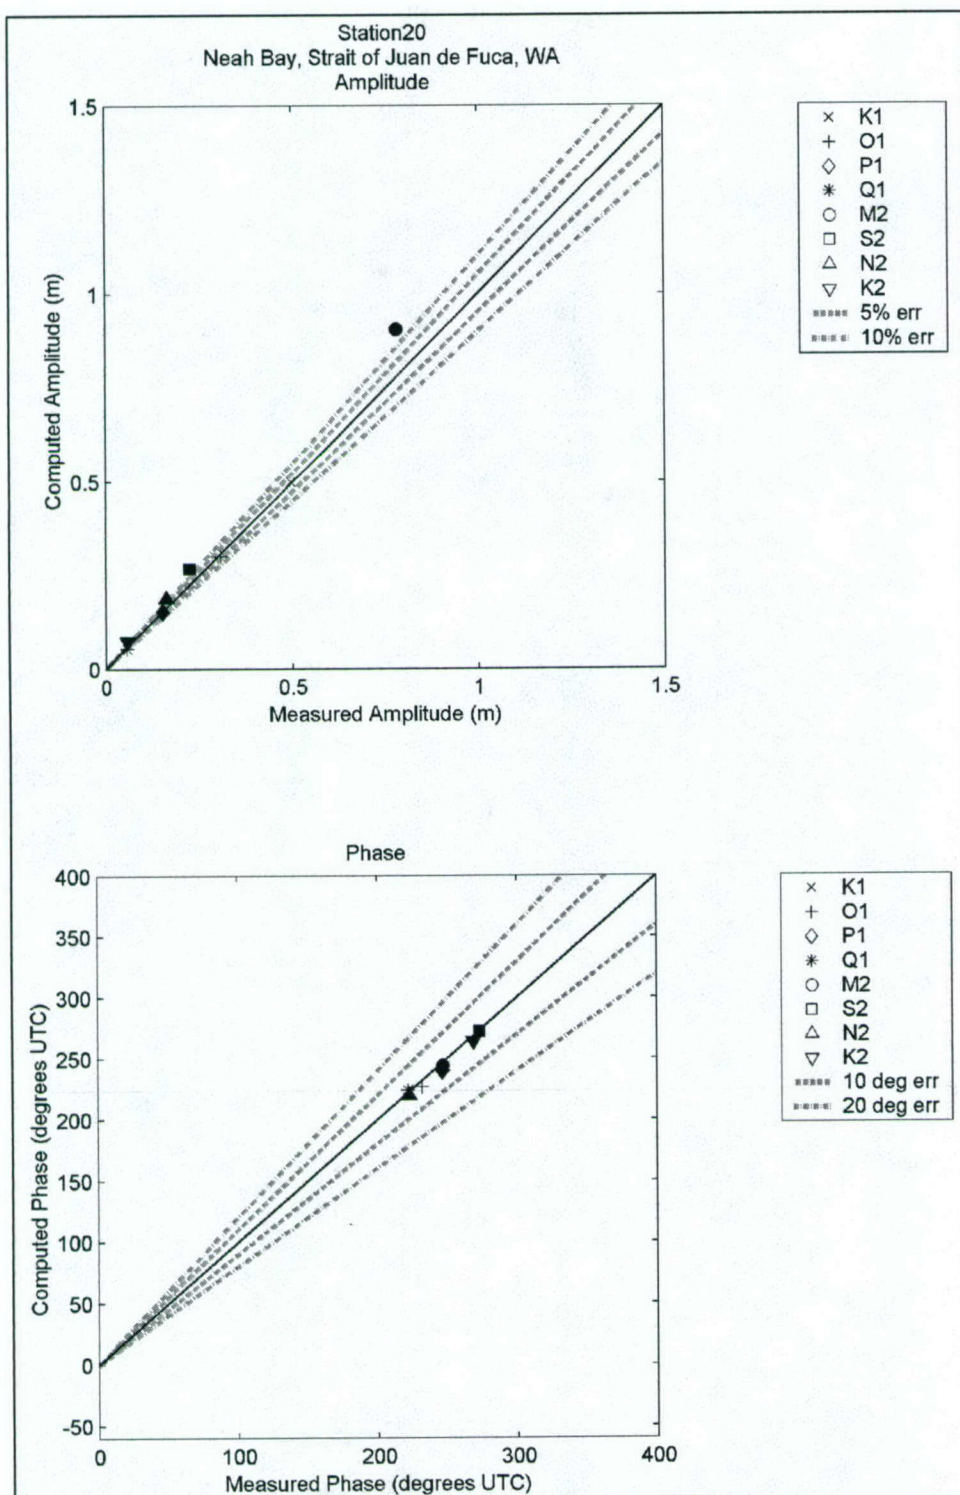 Station20
Neah Bay, Strait of Juan de Fuca, WA
Amplitude
1.5
1
0.5
0
Computed Amplitude (m)
0
0.5
1
1.5
Measured Amplitude (m)
K1
O1
P1
Q1
M2
S2
N2
K2
5% err
10% err
Phase
400
350
300
250
200
150
100
50
0
-50
Computed Phase (degrees UTC)
0
100
200
300
400
Measured Phase (degrees UTC)
K1
O1
P1
Q1
M2
S2
N2
K2
10 deg err
20 deg err